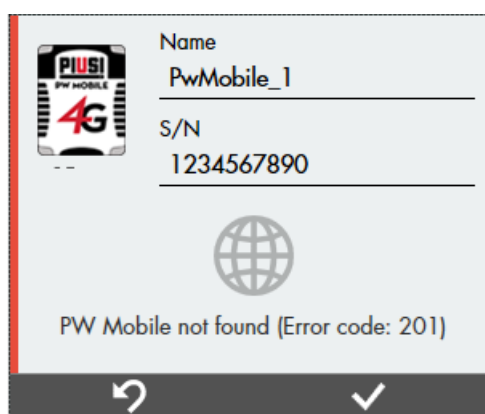 Name
PwMobile_1
S/N
1234567890
PIUSI
PW MOBILE
4G
--
PW Mobile not found (Error code: 201)